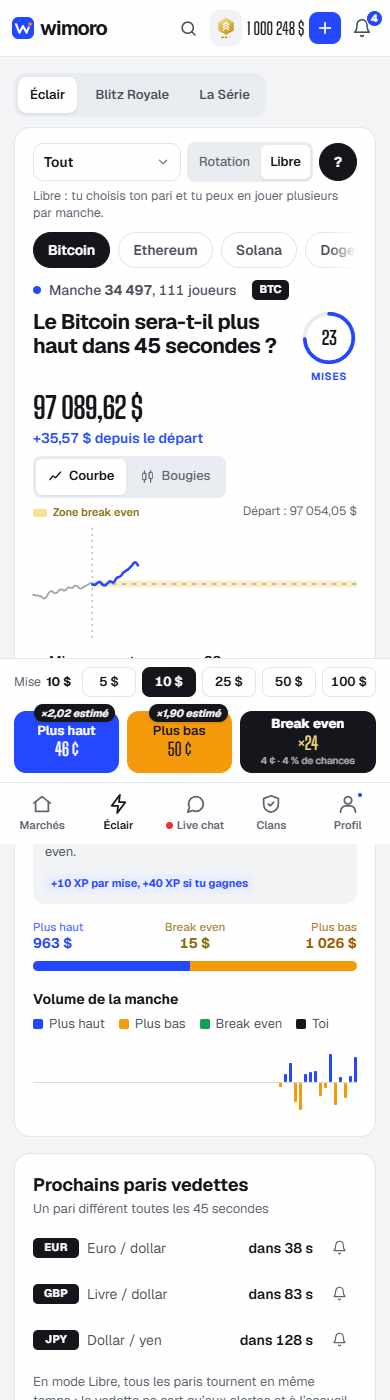 wimoro
1 000 248 $
4
Éclair
Blitz Royale
La Série
Tout
Rotation
Libre
?
Libre : tu choisis ton pari et tu peux en jouer plusieurs
par manche.
Bitcoin
Ethereum
Solana
Doge
Manche 34 497, 111 joueurs
BTC
Le Bitcoin sera-t-il plus
haut dans 45 secondes ?
23
MISES
97 089,62 $
+35,57 $ depuis le départ
Courbe
Bougies
Zone break even
Départ : 97 054,05 $
Mise 10 $
5 $
10 $
25 $
50 $
100 $
×2,02 estimé
Plus haut
46 ¢
×1,90 estimé
Plus bas
50 ¢
Break even
×24
4 ¢ · 4 % de chances
Marchés
Éclair
Live chat
Clans
Profil
even.
+10 XP par mise, +40 XP si tu gagnes
Plus haut
Break even
Plus bas
963 $
15 $
1 026 $
Volume de la manche
Plus haut
Plus bas
Break even
Toi
Prochains paris vedettes
Un pari différent toutes les 45 secondes
EUR
Euro / dollar
dans 38 s
GBP
Livre / dollar
dans 83 s
JPY
Dollar / yen
dans 128 s
En mode Libre, tous les paris tournent en même